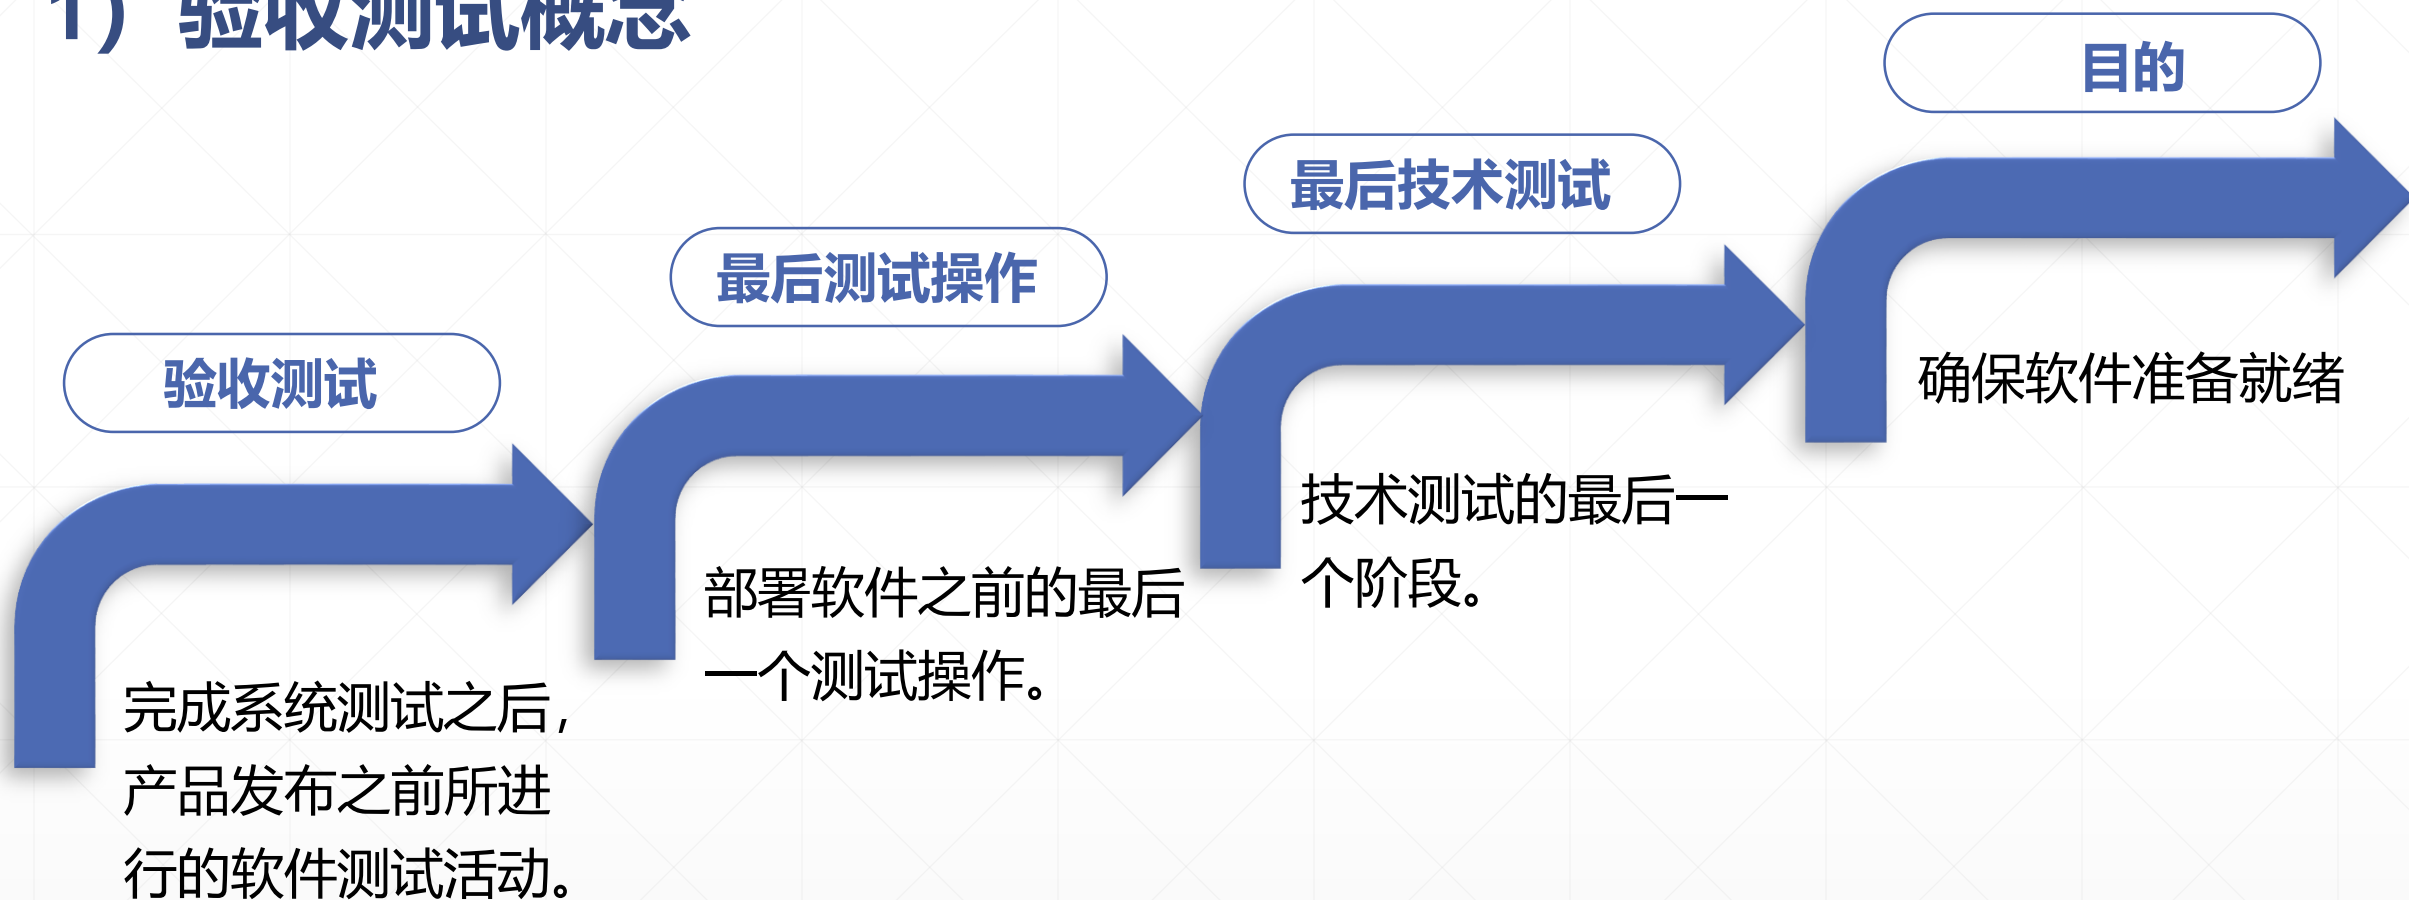 1）验收测试概念
验收测试
完成系统测试之后，
产品发布之前所进
行的软件测试活动。
最后测试操作
部署软件之前的最后
一个测试操作。
最后技术测试
技术测试的最后一
个阶段。
目的
确保软件准备就绪